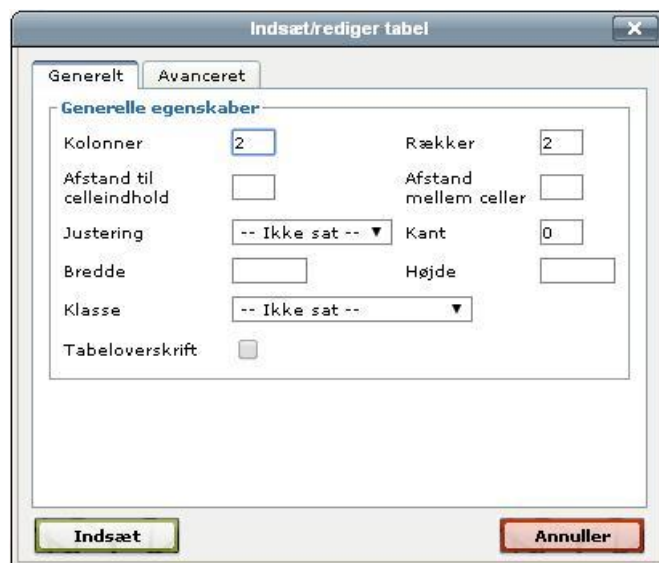 Indsæt/rediger tabel
Generelt Avanceret
Generelle egenskaber
Kolonner 2 Rækker 2
Afstand til celleindhold Afstand mellem celler
Justering -- Ikke sat -- Kant 0
Bredde Højde
Klasse -- Ikke sat --
Tabeloverskrift
Indsæt Annuller